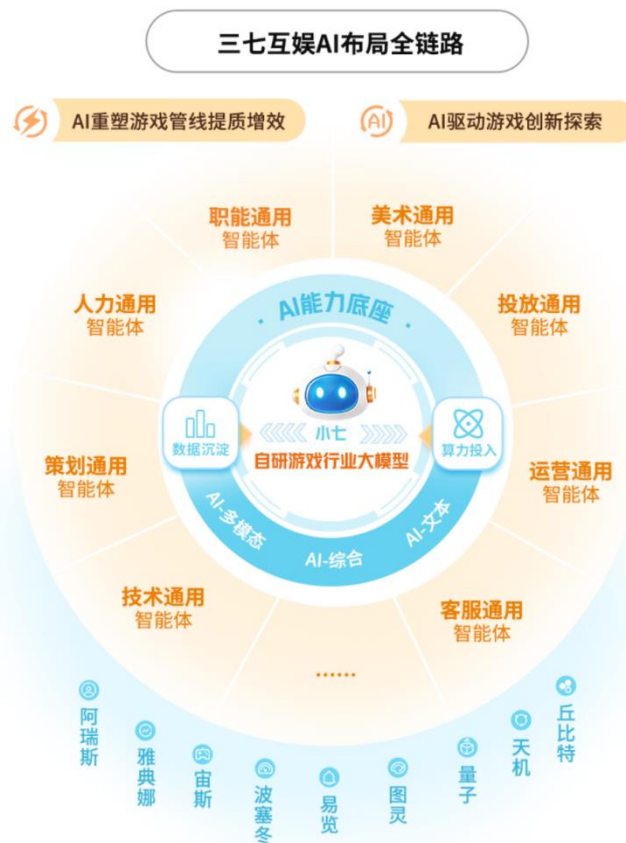 三七互娱AI布局全链路
AI重塑游戏管线提质增效
AI
AI驱动游戏创新探索
职能通用
智能体
美术通用
智能体
人力通用
智能体
投放通用
智能体
策划通用
智能体
运营通用
智能体
技术通用
智能体
客服通用
智能体
······
AI能力底座
数据沉淀
小七
自研游戏行业大模型
算力投入
AI-多模态
AI-综合
AI-文本
阿瑞斯
雅典娜
宙斯
波塞冬
易览
图灵
量子
天机
丘比特